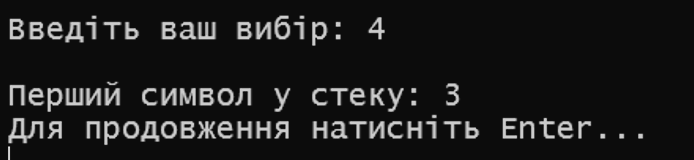 Введіть ваш вибір: 4
Перший символ у стеку: 3
Для продовження натисніть Enter...